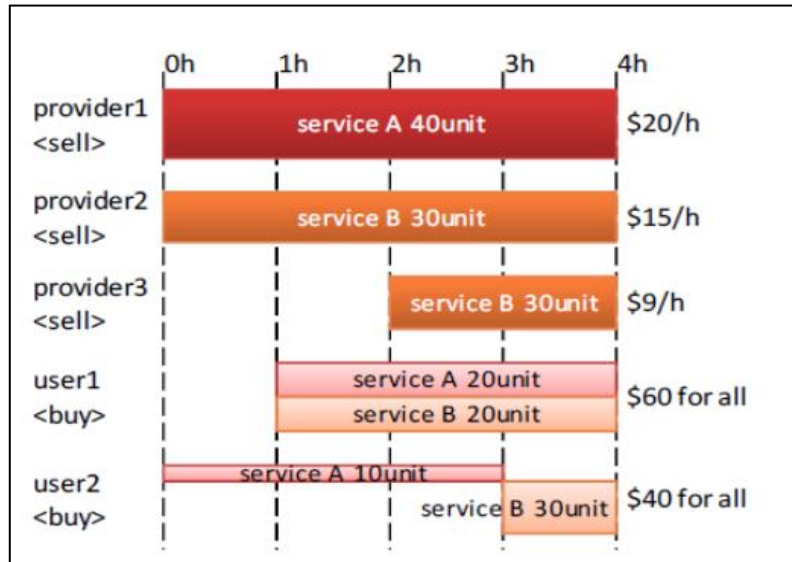 0h 1h 2h 3h 4h
provider1
<sell>
service A 40unit
$20/h
provider2
<sell>
service B 30unit
$15/h
provider3
<sell>
service B 30unit
$9/h
user1
<buy>
service A 20unit
service B 20unit
$60 for all
user2
<buy>
service A 10unit
service B 30unit
$40 for all